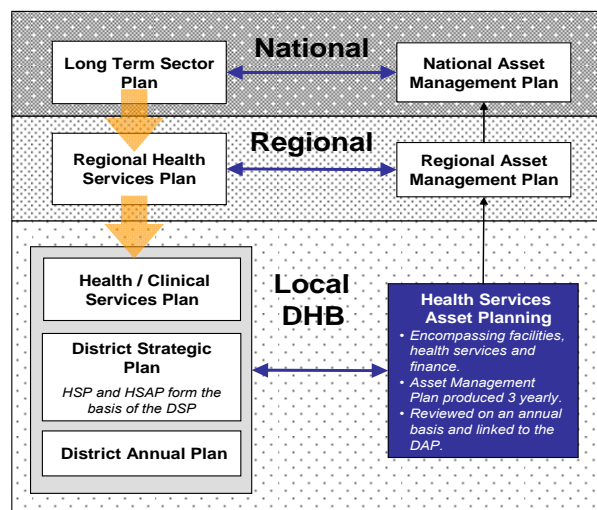 National
Long Term Sector
Plan
National Asset
Management Plan
Regional
Regional Health
Services Plan
Regional Asset
Management Plan
Local
DHB
Health / Clinical
Services Plan
District Strategic
Plan
HSP and HSAP form the
basis of the DSP
District Annual Plan
Health Services
Asset Planning
• Encompassing facilities,
health services and
finance.
• Asset Management
Plan produced 3 yearly.
• Reviewed on an annual
basis and linked to the
DAP.